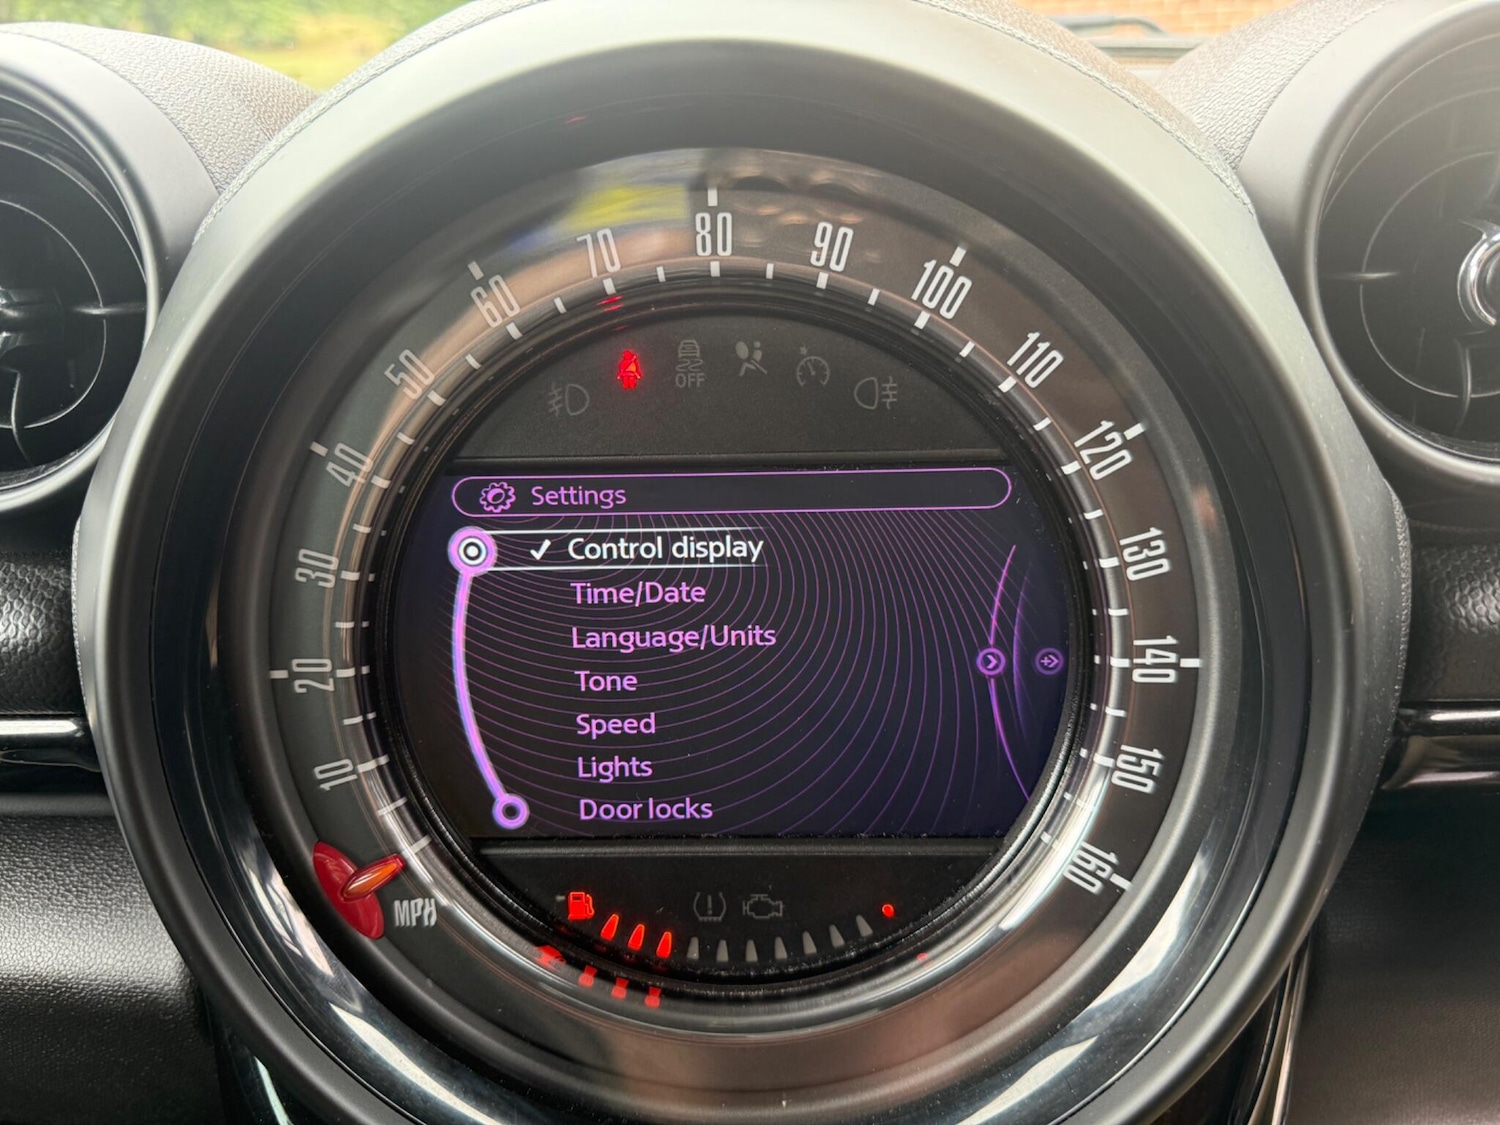 10
20
30
40
50
60
70
80
90
100
110
120
130
140
150
160
MPH
OFF
Settings
Control display
Time/Date
Language/Units
Tone
Speed
Lights
Door locks